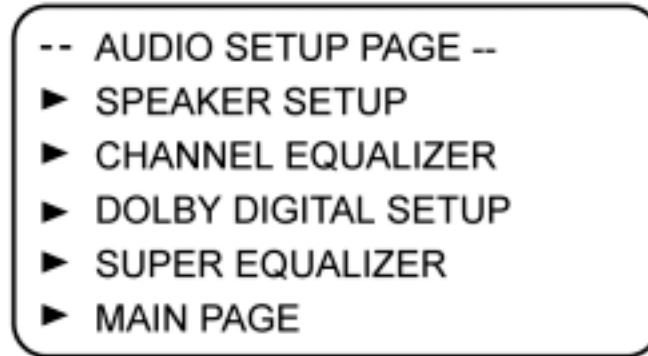 -- AUDIO SETUP PAGE --
► SPEAKER SETUP
► CHANNEL EQUALIZER
► DOLBY DIGITAL SETUP
► SUPER EQUALIZER
► MAIN PAGE